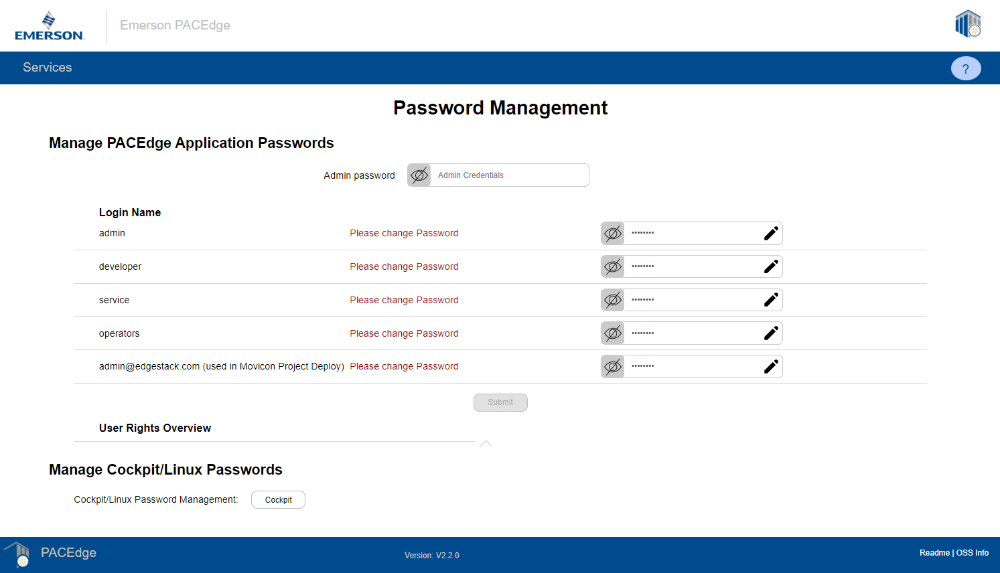 EMERSON
Emerson PACEdge
Services
?
Password Management
Manage PACEdge Application Passwords
Admin password
Admin Credentials
Login Name
admin Please change Password ••••••••
developer Please change Password ••••••••
service Please change Password ••••••••
operators Please change Password ••••••••
admin@edgestack.com (used in Movicon Project Deploy) Please change Password ••••••••
Submit
User Rights Overview
Manage Cockpit/Linux Passwords
Cockpit/Linux Password Management: Cockpit
PACEdge
Version: V2.2.0
Readme | OSS Info